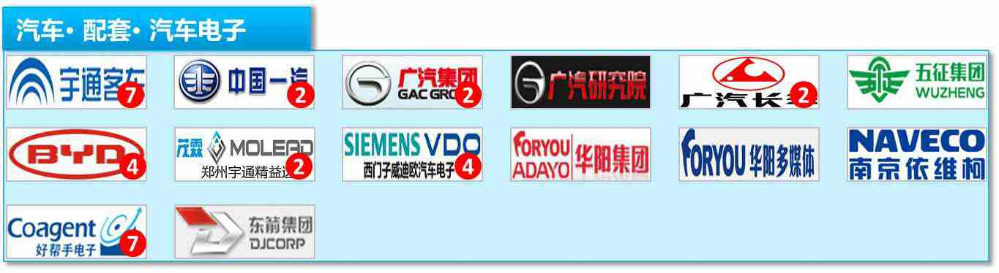 汽车· 配套· 汽车电子
宇通客车
7
中国一汽
2
广汽集团
GAC GRO
2
广汽研究院
广汽长丰
2
五征集团
WUZHENG
BYD
4
茂霖 MOLEAD
郑州宇通精益达
2
SIEMENS VDO
西门子威迪欧汽车电子
4
FORYOU
ADAYO
华阳集团
FORYOU 华阳多媒体
NAVECO
南京依维柯
Coagent
好帮手电子
7
东箭集团
DJCORP